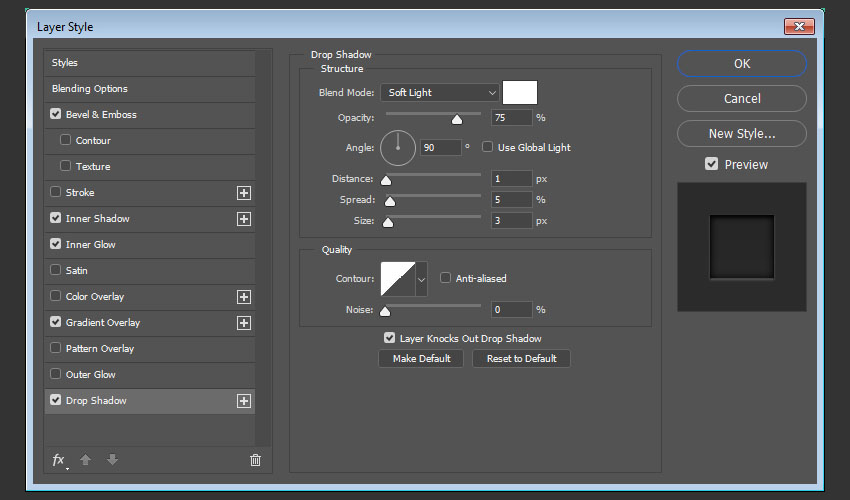 Layer Style
Styles
Blending Options
Bevel & Emboss
Contour
Texture
Stroke
Inner Shadow
Inner Glow
Satin
Color Overlay
Gradient Overlay
Pattern Overlay
Outer Glow
Drop Shadow
fx
Drop Shadow
Structure
Blend Mode: Soft Light
Opacity: 75 %
Angle: 90 ° Use Global Light
Distance: 1 px
Spread: 5 %
Size: 3 px
Quality
Contour: Anti-aliased
Noise: 0 %
Layer Knocks Out Drop Shadow
Make Default Reset to Default
OK
Cancel
New Style...
Preview